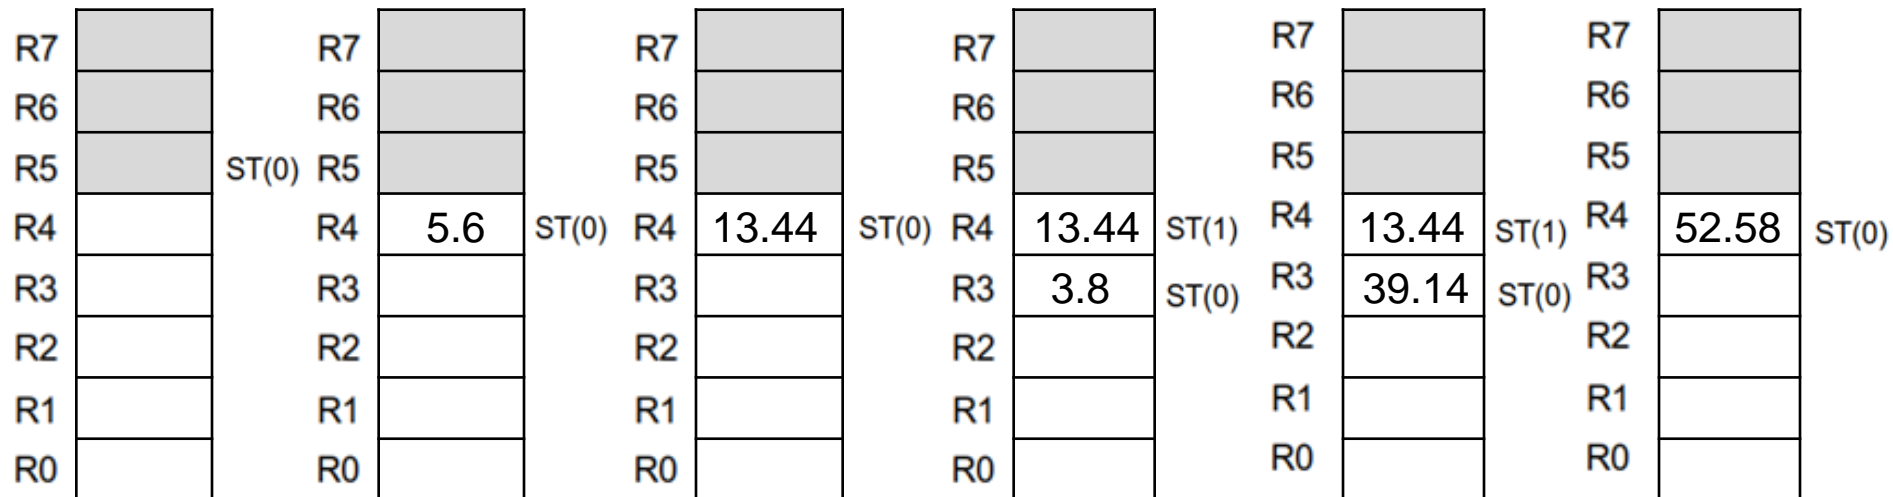 R7 R7 R7 R7 R7 R7
R6 R6 R6 R6 R6 R6
R5 ST(0) R5 R5 R5 R5 R5
R4 R4 5.6 ST(0) R4 13.44 ST(0) R4 13.44 ST(1) R4 13.44 ST(1) R4 52.58 ST(0)
R3 R3 R3 R3 3.8 ST(0) R3 39.14 ST(0) R3
R2 R2 R2 R2 R2 R2
R1 R1 R1 R1 R1 R1
R0 R0 R0 R0 R0 R0